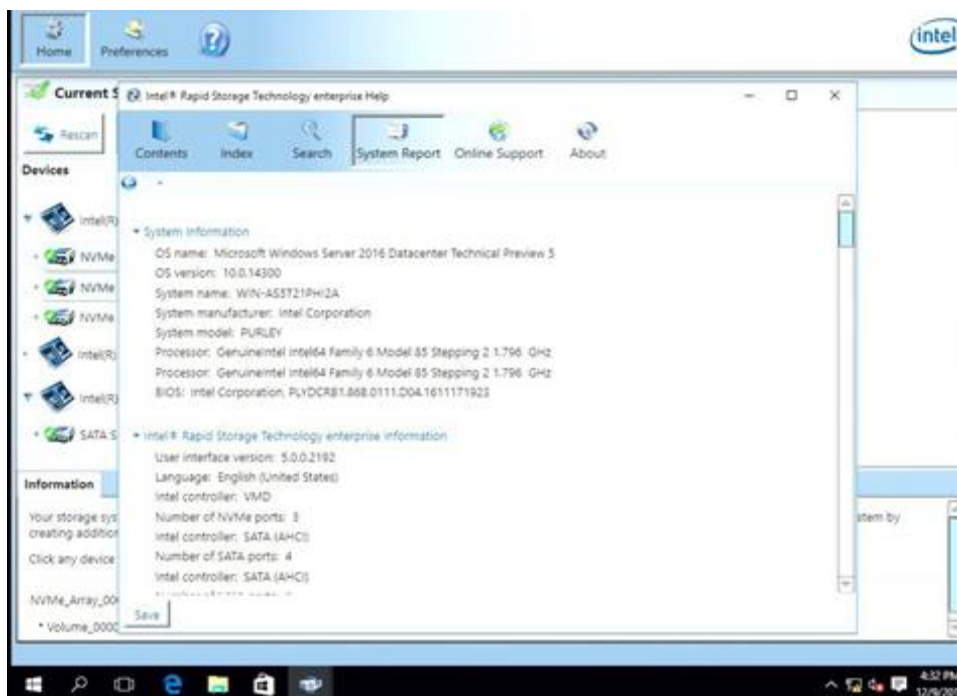 Home
Preferences
intel
Current S
Intel® Rapid Storage Technology enterprise Help
Rescan
Contents
Index
Search
System Report
Online Support
About
Devices
Intel(R)
NVMe
NVMe
NVMe
Intel(R)
Intel(R)
SATA S
System Information
OS name: Microsoft Windows Server 2016 Datacenter Technical Preview 5
OS version: 10.0.14300
System name:
System manufacturer: Intel Corporation
System model: PURLEY
Processor: GenuineIntel Intel64 Family 6 Model 85 Stepping 2 1.796 GHz
Processor: GenuineIntel Intel64 Family 6 Model 85 Stepping 2 1.796 GHz
BIOS: Intel Corporation, PLYDCRB1.86B.0111.D04.1611171923
Intel® Rapid Storage Technology enterprise information
User interface version: 5.0.0.2192
Language: English (United States)
Intel controller: VMD
Number of NVMe ports: 3
Intel controller: SATA (AHCI)
Number of SATA ports: 4
Intel controller: SATA (AHCI)
Save
Information
Your storage sys
stem by
creating addition
Click any device
NVMe_Array_00
Volume_0000
4:32 PM